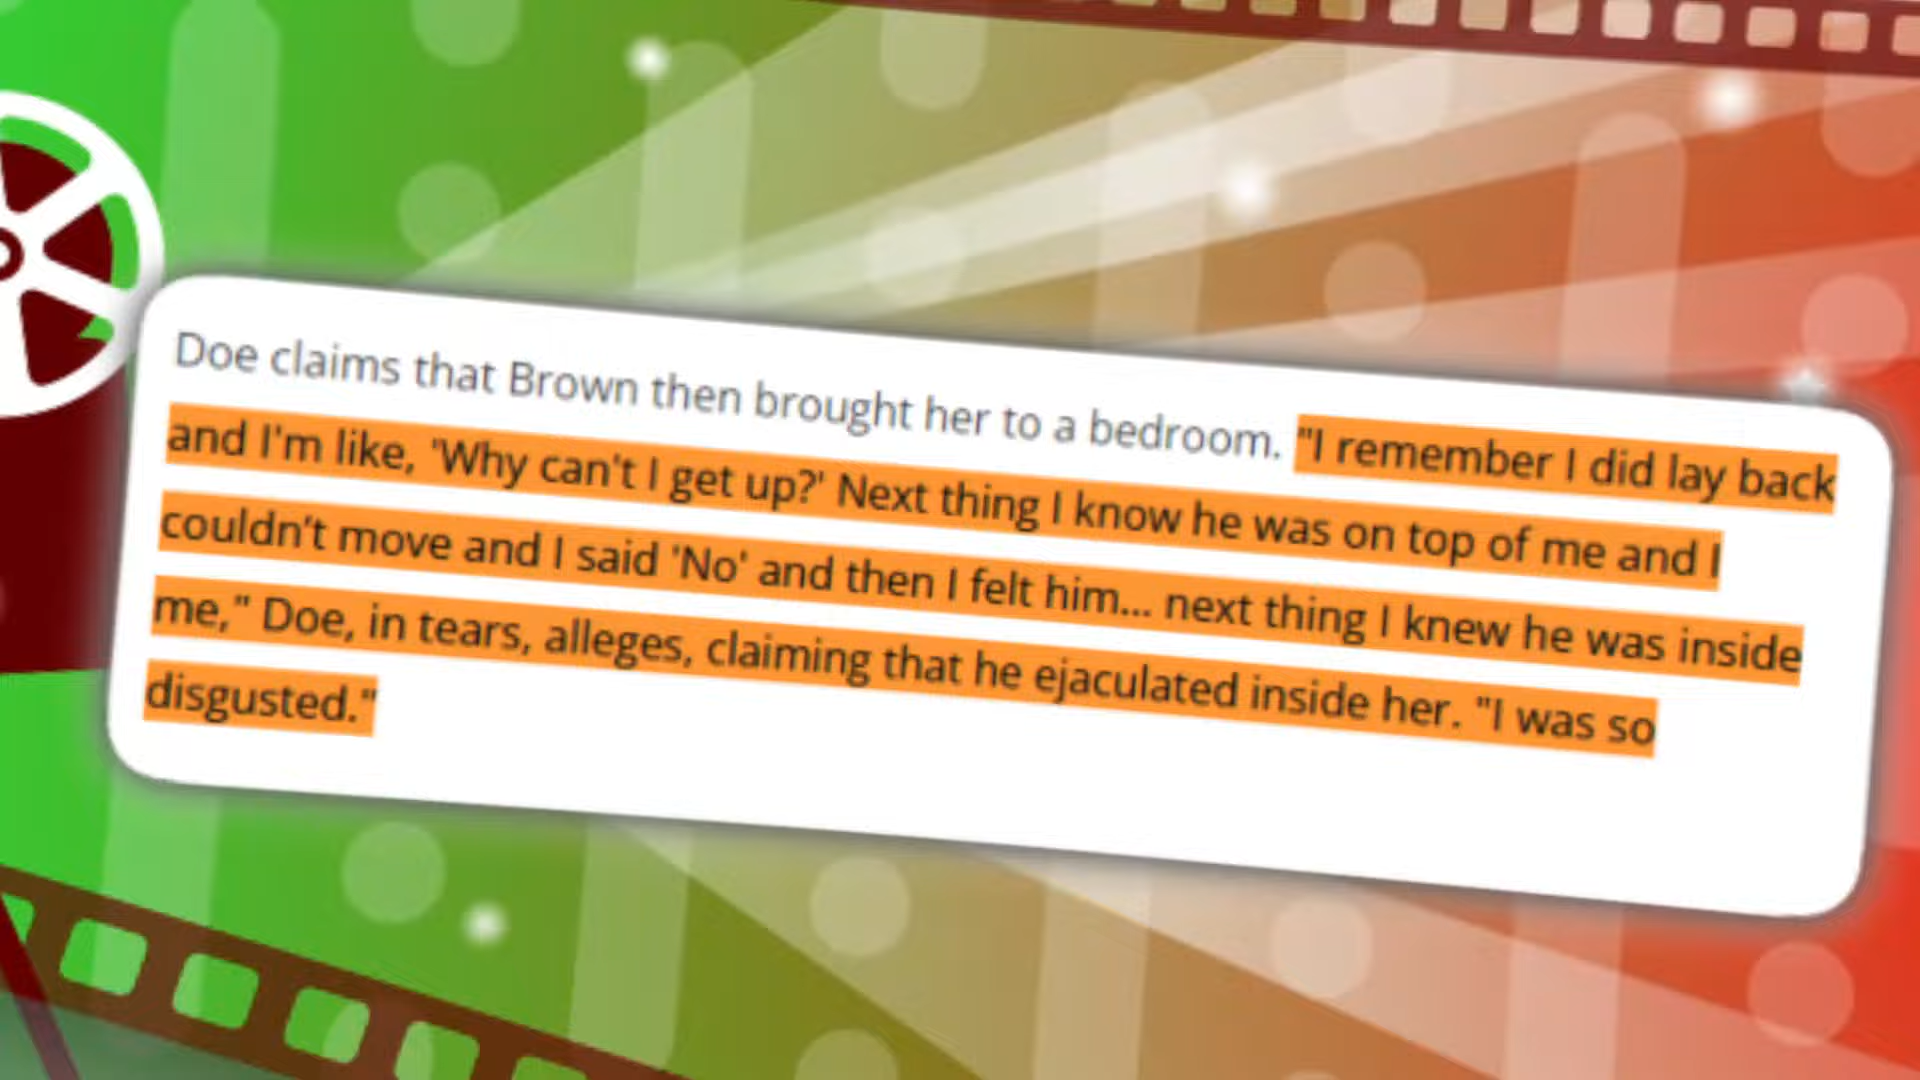 Doe claims that Brown then brought her to a bedroom. "I remember I did lay back
and I'm like, 'Why can't I get up?' Next thing I know he was on top of me and I
couldn't move and I said 'No' and then I felt him... next thing I knew he was inside
me," Doe, in tears, alleges, claiming that he ejaculated inside her. "I was so
disgusted."